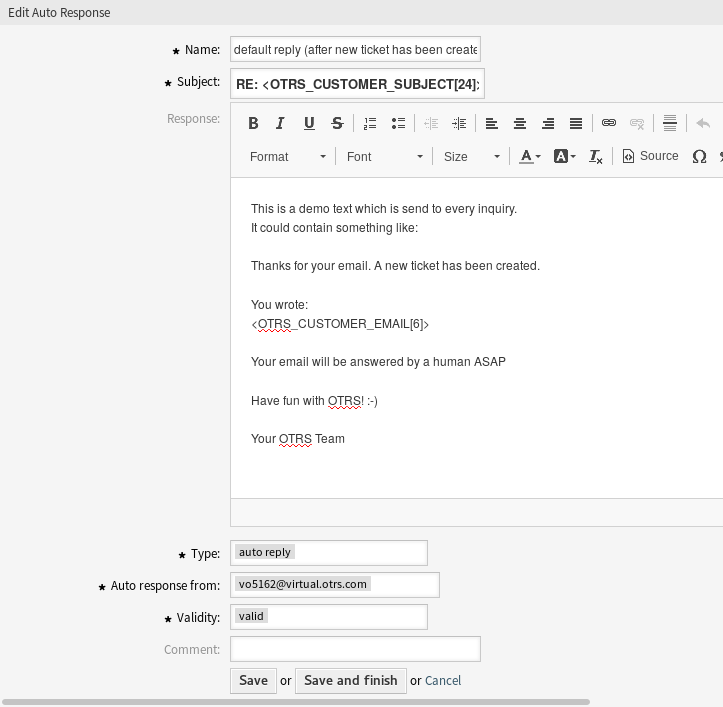 Edit Auto Response
★ Name: default reply (after new ticket has been create
★ Subject: RE: <OTRS_CUSTOMER_SUBJECT[24]>
Response:
B I U S
Format Font Size A A Ix Source Ω
This is a demo text which is send to every inquiry.
It could contain something like:
Thanks for your email. A new ticket has been created.
You wrote:
<OTRS_CUSTOMER_EMAIL[6]>
Your email will be answered by a human ASAP
Have fun with OTRS! :-)
Your OTRS Team
★ Type: auto reply
★ Auto response from: vo5162@virtual.otrs.com
★ Validity: valid
Comment:
Save or Save and finish or Cancel